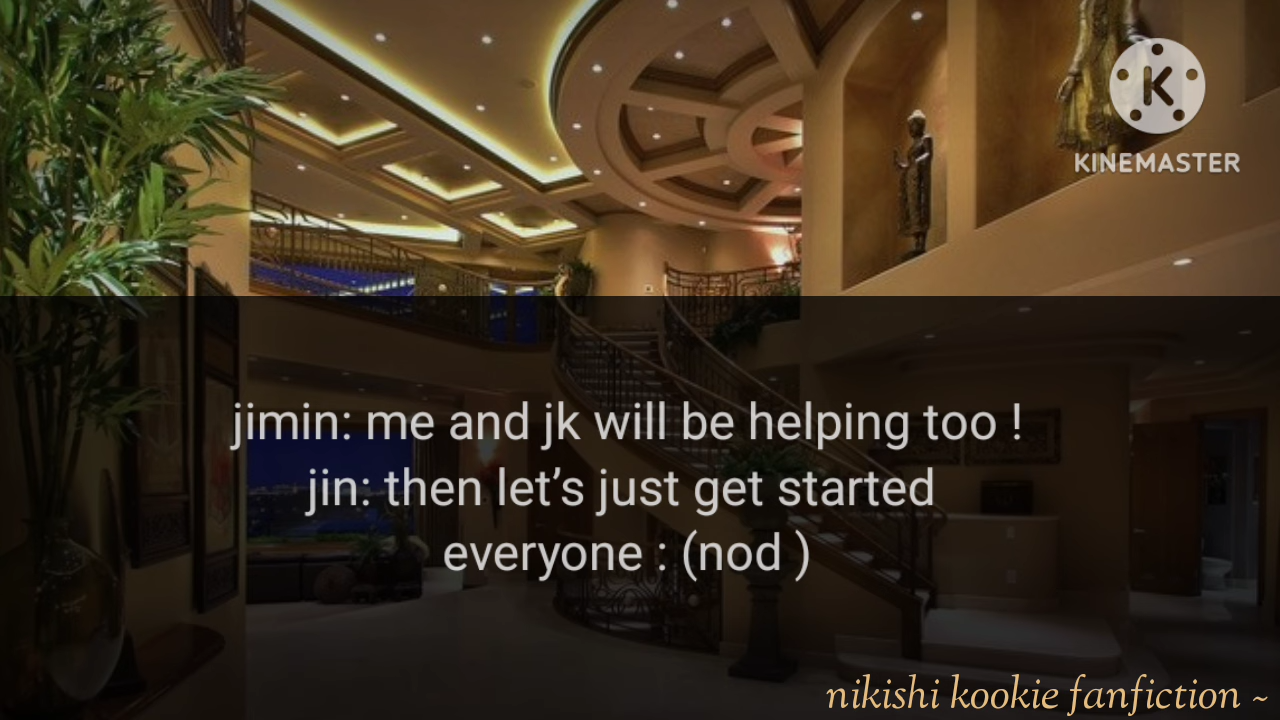 KINEMASTER
jimin: me and jk will be helping too !
jin: then let’s just get started
everyone : (nod )
nikishi kookie fanfiction ~